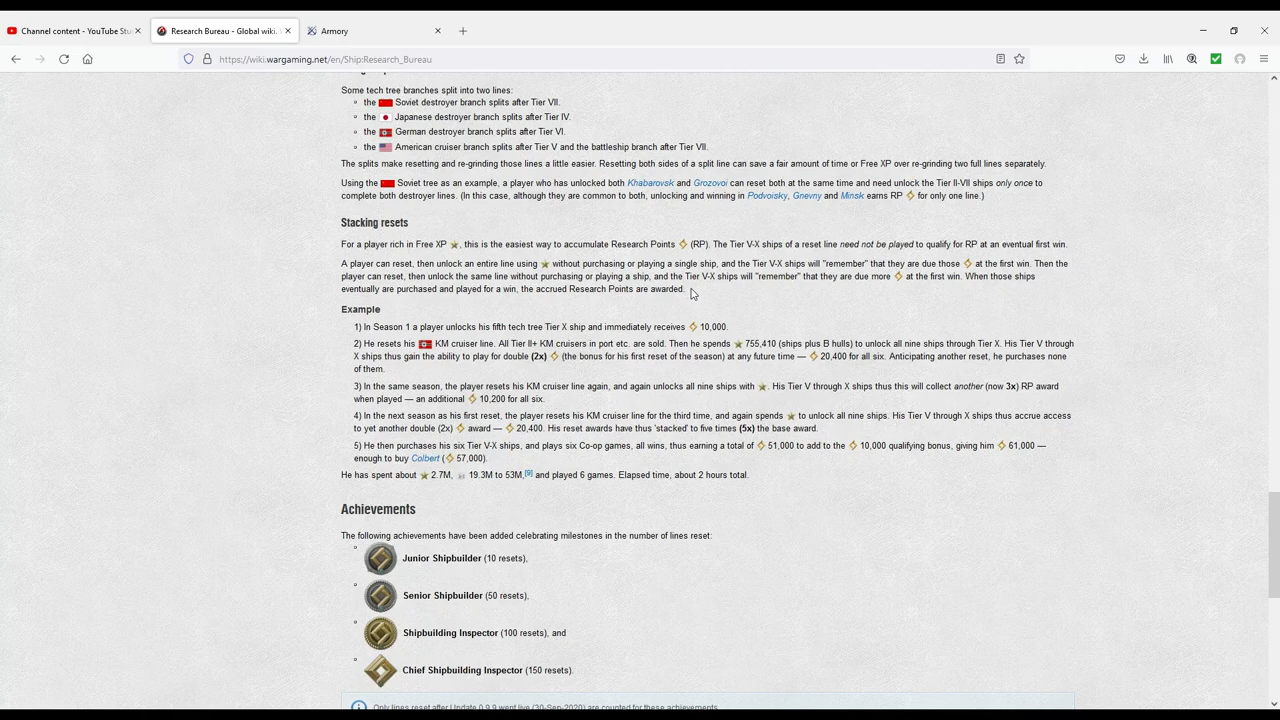 Channel content - YouTube Stu
Research Bureau - Global wiki. W
Armory
https://wiki.wargaming.net/en/Ship:Research_Bureau
Some tech tree branches split into two lines:
the Soviet destroyer branch splits after Tier VII.
the Japanese destroyer branch splits after Tier IV.
the German destroyer branch splits after Tier VI.
the American cruiser branch splits after Tier V and the battleship branch after Tier VII.
The splits make resetting and re-grinding those lines a little easier. Resetting both sides of a split line can save a fair amount of time or Free XP over re-grinding two full lines separately.
Using the Soviet tree as an example, a player who has unlocked both Khabarovsk and Grozovoi can reset both at the same time and need unlock the Tier II-VII ships only once to
complete both destroyer lines. (In this case, although they are common to both, unlocking and winning in Podvoisky, Gnevny and Minsk earns RP for only one line.)
Stacking resets
For a player rich in Free XP , this is the easiest way to accumulate Research Points (RP). The Tier V-X ships of a reset line need not be played to qualify for RP at an eventual first win.
A player can reset, then unlock an entire line using without purchasing or playing a single ship, and the Tier V-X ships will "remember" that they are due those at the first win. Then the
player can reset, then unlock the same line without purchasing or playing a ship, and the Tier V-X ships will "remember" that they are due more at the first win. When those ships
eventually are purchased and played for a win, the accrued Research Points are awarded.
Example
1) In Season 1 a player unlocks his fifth tech tree Tier X ship and immediately receives 10,000.
2) He resets his KM cruiser line. All Tier II+ KM cruisers in port etc. are sold. Then he spends 755,410 (ships plus B hulls) to unlock all nine ships through Tier X. His Tier V through
X ships thus gain the ability to play for double (2x) (the bonus for his first reset of the season) at any future time — 20,400 for all six. Anticipating another reset, he purchases none
of them.
3) In the same season, the player resets his KM cruiser line again, and again unlocks all nine ships with . His Tier V through X ships thus this will collect another (now 3x) RP award
when played — an additional 10,200 for all six.
4) In the next season as his first reset, the player resets his KM cruiser line for the third time, and again spends to unlock all nine ships. His Tier V through X ships thus accrue access
to yet another double (2x) award — 20,400. His reset awards have thus 'stacked' to five times (5x) the base award.
5) He then purchases his six Tier V-X ships, and plays six Co-op games, all wins, thus earning a total of 51,000 to add to the 10,000 qualifying bonus, giving him 61,000 —
enough to buy Colbert ( 57,000).
He has spent about 2.7M, 19.3M to 53M,[9] and played 6 games. Elapsed time, about 2 hours total.
Achievements
The following achievements have been added celebrating milestones in the number of lines reset:
Junior Shipbuilder (10 resets),
Senior Shipbuilder (50 resets),
Shipbuilding Inspector (100 resets), and
Chief Shipbuilding Inspector (150 resets).
Only lines reset after Update 0.9.9 went live (30-Sep-2020) are counted for these achievements.